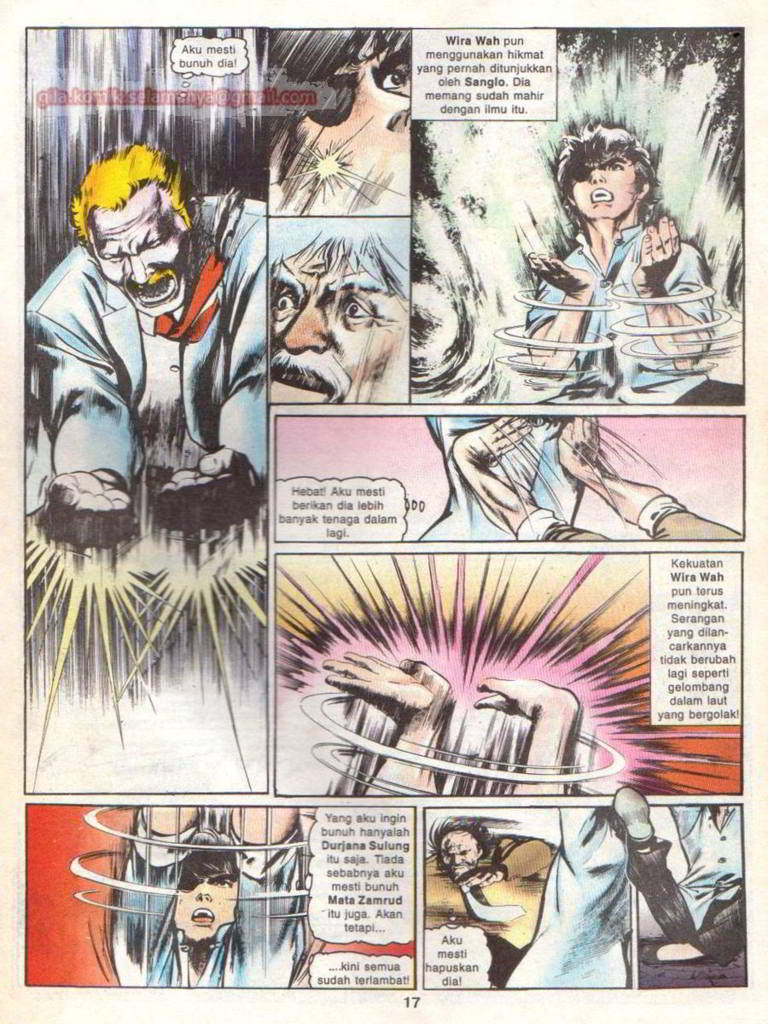 Aku mesti
bunuh dia!
gila.komik.selamanya@gmail.com
Wira Wah pun
menggunakan hikmat
yang pernah ditunjukkan
oleh Sanglo. Dia
memang sudah mahir
dengan ilmu itu.
Hebat! Aku mesti
berikan dia lebih
banyak tenaga dalam
lagi.
Kekuatan
Wira Wah
pun terus
meningkat.
Serangan
yang dilan-
carkannya
tidak berubah
lagi seperti
gelombang
dalam laut
yang bergolak!
Yang aku ingin
bunuh hanyalah
Durjana Sulung
itu saja. Tiada
sebabnya aku
mesti bunuh
Mata Zamrud
itu juga. Akan
tetapi...
....kini semua
sudah terlambat!
Aku
mesti
hapuskan
dia!
17